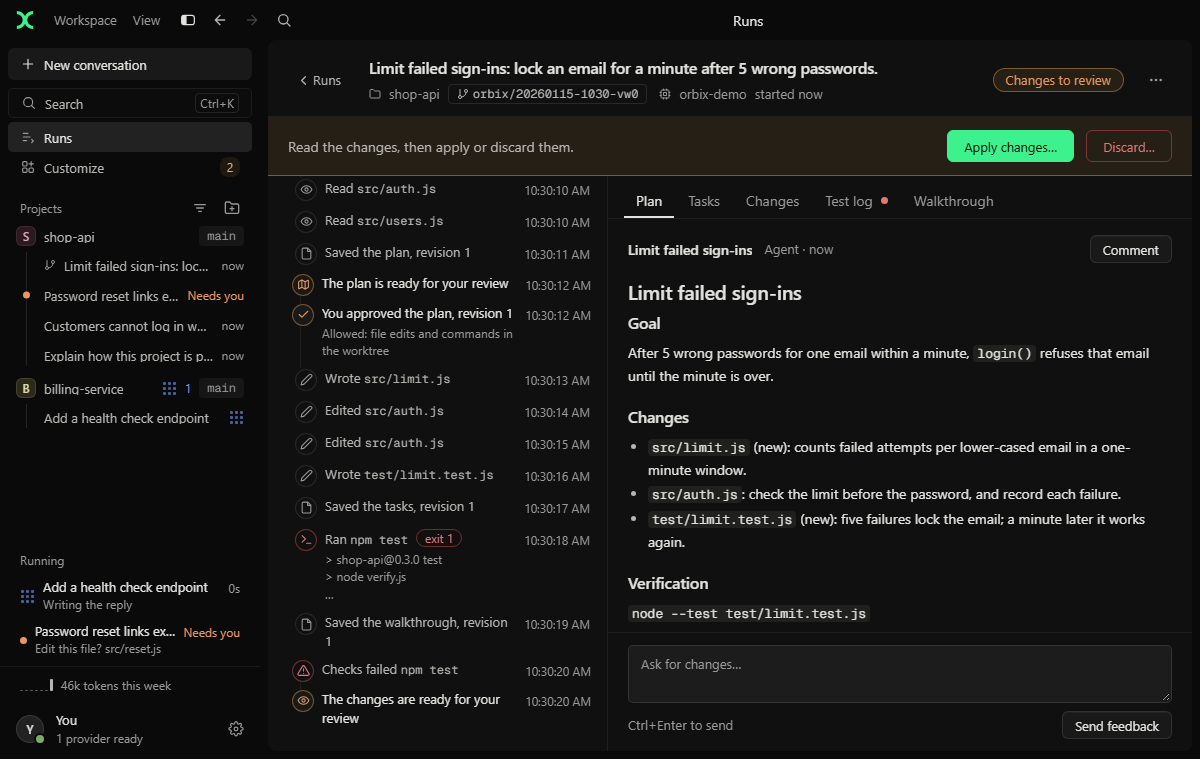 Workspace View
Runs
New conversation
Search Ctrl+K
Runs
Customize 2
Projects
S shop-api main
Limit failed sign-ins: loc... now
Password reset links e... Needs you
Customers cannot log in w... now
Explain how this project is p... now
B billing-service 1 main
Add a health check endpoint
Running
Add a health check endpoint 0s
Writing the reply
Password reset links ex... Needs you
Edit this file? src/reset.js
46k tokens this week
Y You
1 provider ready
Runs
Limit failed sign-ins: lock an email for a minute after 5 wrong passwords.
shop-api orbix/20260115-1030-vw0 orbix-demo started now
Changes to review
Read the changes, then apply or discard them.
Apply changes...
Discard...
Read src/auth.js 10:30:10 AM
Read src/users.js 10:30:10 AM
Saved the plan, revision 1 10:30:11 AM
The plan is ready for your review 10:30:12 AM
You approved the plan, revision 1 10:30:12 AM
Allowed: file edits and commands in
the worktree
Wrote src/limit.js 10:30:13 AM
Edited src/auth.js 10:30:14 AM
Edited src/auth.js 10:30:15 AM
Wrote test/limit.test.js 10:30:16 AM
Saved the tasks, revision 1 10:30:17 AM
Ran npm test exit 1 10:30:18 AM
> shop-api@0.3.0 test
> node verify.js
...
Saved the walkthrough, revision 10:30:19 AM
1
Checks failed npm test 10:30:20 AM
The changes are ready for your 10:30:20 AM
review
Plan Tasks Changes Test log Walkthrough
Limit failed sign-ins Agent · now
Comment
Limit failed sign-ins
Goal
After 5 wrong passwords for one email within a minute, login() refuses that email
until the minute is over.
Changes
• src/limit.js (new): counts failed attempts per lower-cased email in a one-
minute window.
• src/auth.js: check the limit before the password, and record each failure.
• test/limit.test.js (new): five failures lock the email; a minute later it works
again.
Verification
node --test test/limit.test.js
Ask for changes...
Ctrl+Enter to send
Send feedback